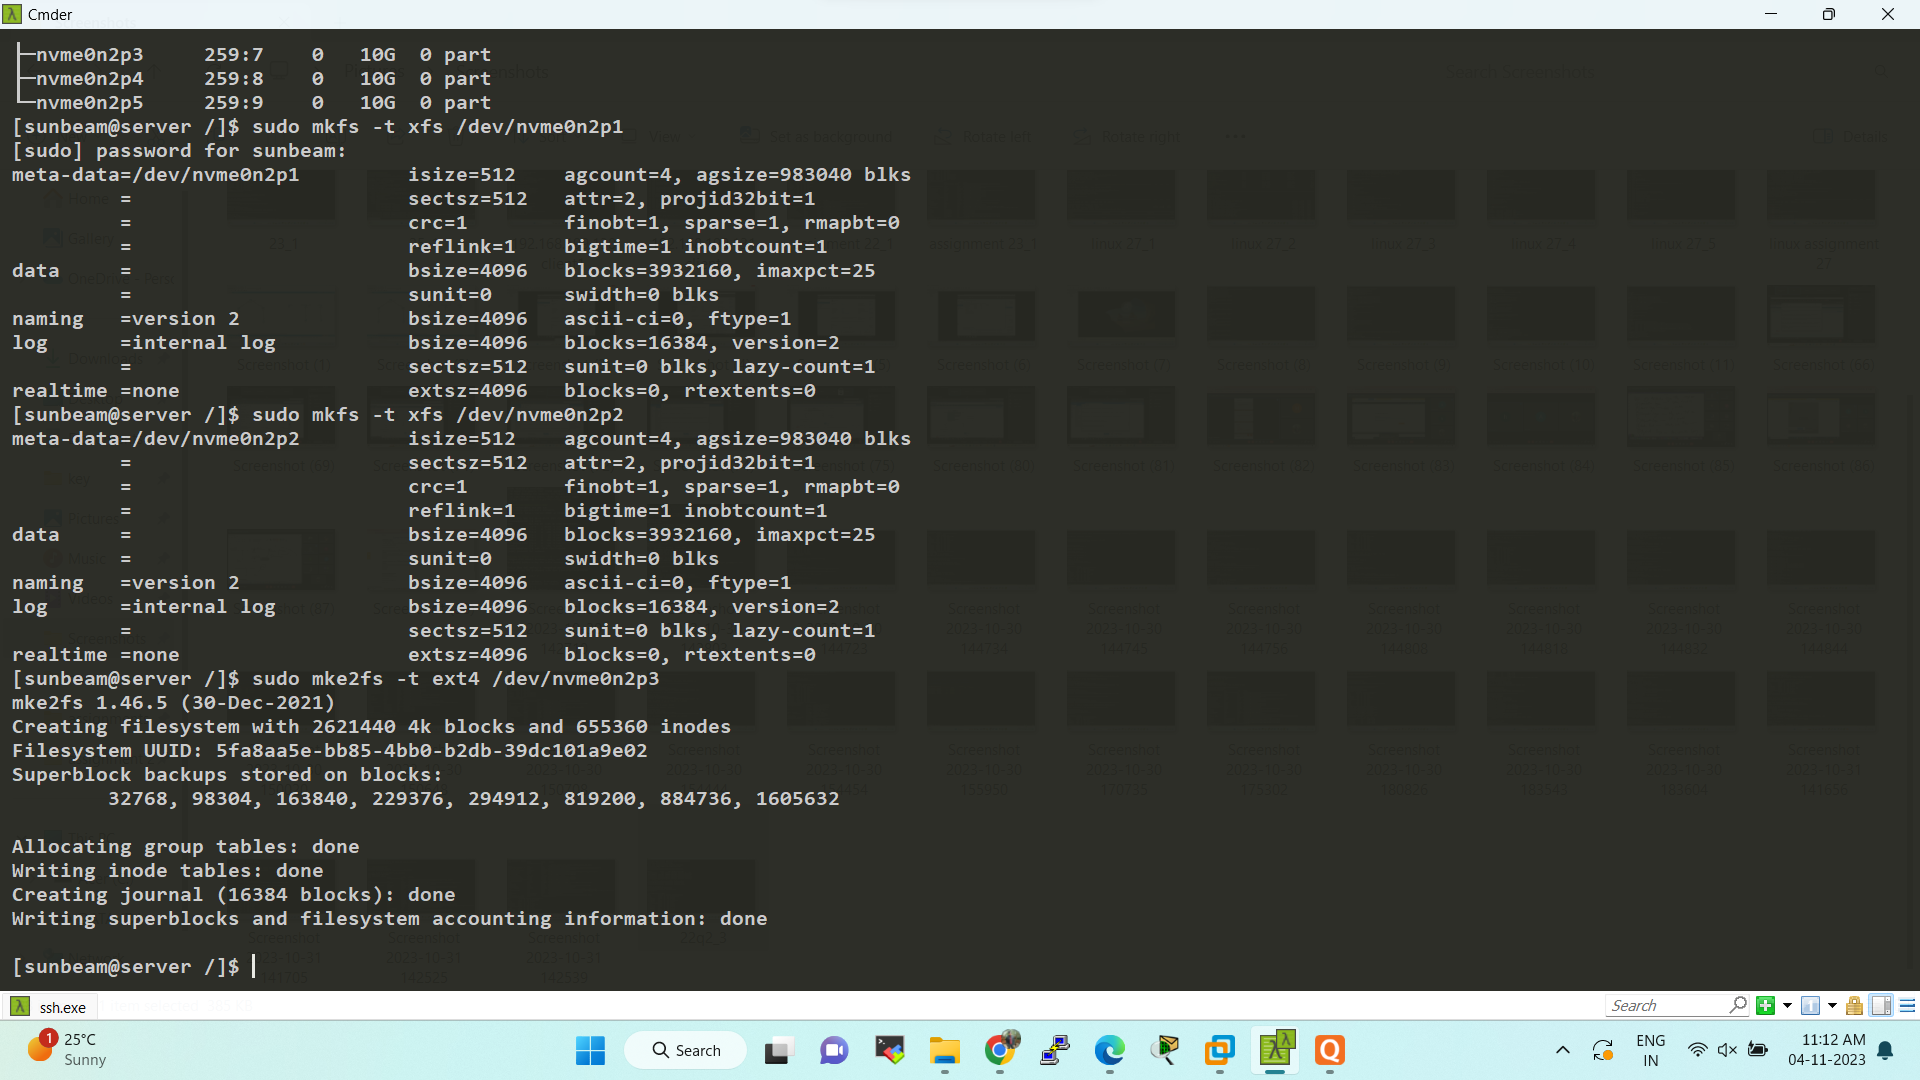 Cmder
├─nvme0n2p3     259:7    0   10G  0 part
├─nvme0n2p4     259:8    0   10G  0 part
└─nvme0n2p5     259:9    0   10G  0 part
[sunbeam@server /]$ sudo mkfs -t xfs /dev/nvme0n2p1
[sudo] password for sunbeam:
meta-data=/dev/nvme0n2p1         isize=512    agcount=4, agsize=983040 blks
         =                       sectsz=512   attr=2, projid32bit=1
         =                       crc=1        finobt=1, sparse=1, rmapbt=0
         =                       reflink=1    bigtime=1 inobtcount=1
data     =                       bsize=4096   blocks=3932160, imaxpct=25
         =                       sunit=0      swidth=0 blks
naming   =version 2              bsize=4096   ascii-ci=0, ftype=1
log      =internal log           bsize=4096   blocks=16384, version=2
         =                       sectsz=512   sunit=0 blks, lazy-count=1
realtime =none                   extsz=4096   blocks=0, rtextents=0
[sunbeam@server /]$ sudo mkfs -t xfs /dev/nvme0n2p2
meta-data=/dev/nvme0n2p2         isize=512    agcount=4, agsize=983040 blks
         =                       sectsz=512   attr=2, projid32bit=1
         =                       crc=1        finobt=1, sparse=1, rmapbt=0
         =                       reflink=1    bigtime=1 inobtcount=1
data     =                       bsize=4096   blocks=3932160, imaxpct=25
         =                       sunit=0      swidth=0 blks
naming   =version 2              bsize=4096   ascii-ci=0, ftype=1
log      =internal log           bsize=4096   blocks=16384, version=2
         =                       sectsz=512   sunit=0 blks, lazy-count=1
realtime =none                   extsz=4096   blocks=0, rtextents=0
[sunbeam@server /]$ sudo mke2fs -t ext4 /dev/nvme0n2p3
mke2fs 1.46.5 (30-Dec-2021)
Creating filesystem with 2621440 4k blocks and 655360 inodes
Filesystem UUID: 5fa8aa5e-bb85-4bb0-b2db-39dc101a9e02
Superblock backups stored on blocks:
        32768, 98304, 163840, 229376, 294912, 819200, 884736, 1605632
Allocating group tables: done
Writing inode tables: done
Creating journal (16384 blocks): done
Writing superblocks and filesystem accounting information: done
[sunbeam@server /]$
ssh.exe
Search
1
25°C
Sunny
Search
ENG
IN
11:12 AM
04-11-2023